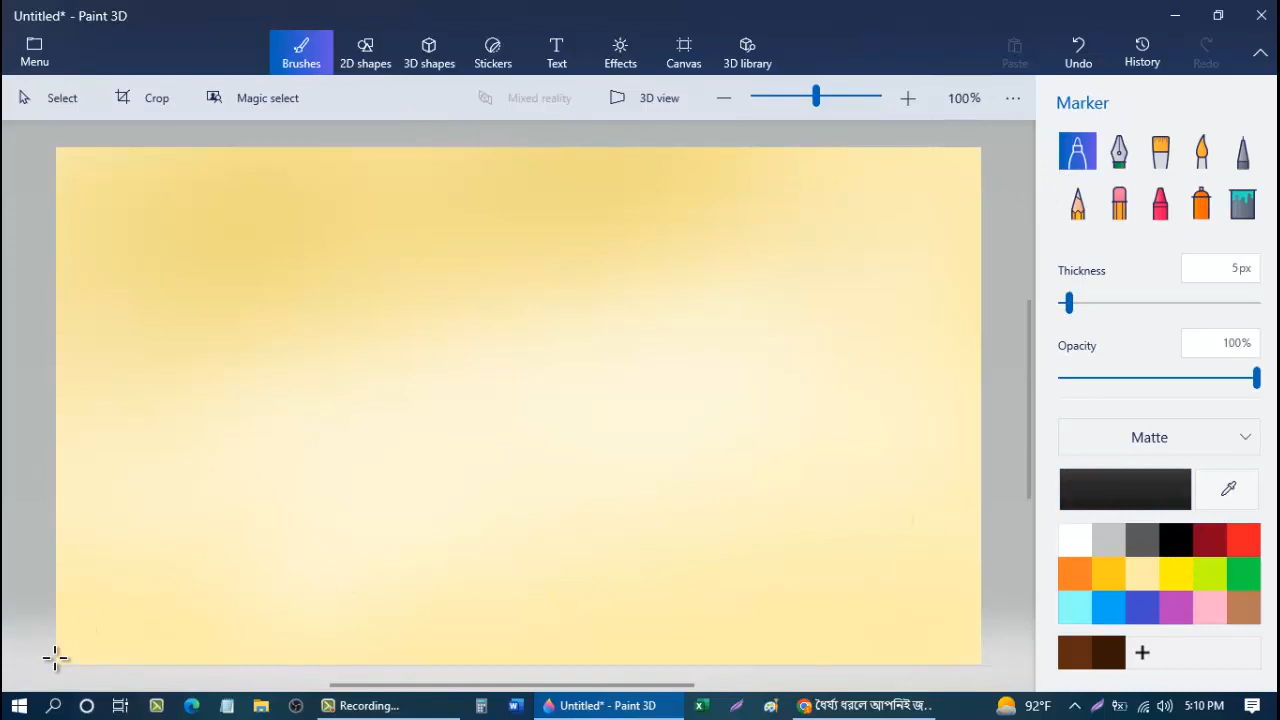 Untitled* - Paint 3D
Menu
Brushes
2D shapes
3D shapes
Stickers
Text
Effects
Canvas
3D library
Paste
Undo
History
Redo
Select
Crop
Magic select
Mixed reality
3D view
100%
Marker
Thickness
5px
Opacity
100%
Matte
Recording...
Untitled* - Paint 3D
ধৈর্য্য ধরলে আপনিই জ...
92°F
5:10 PM